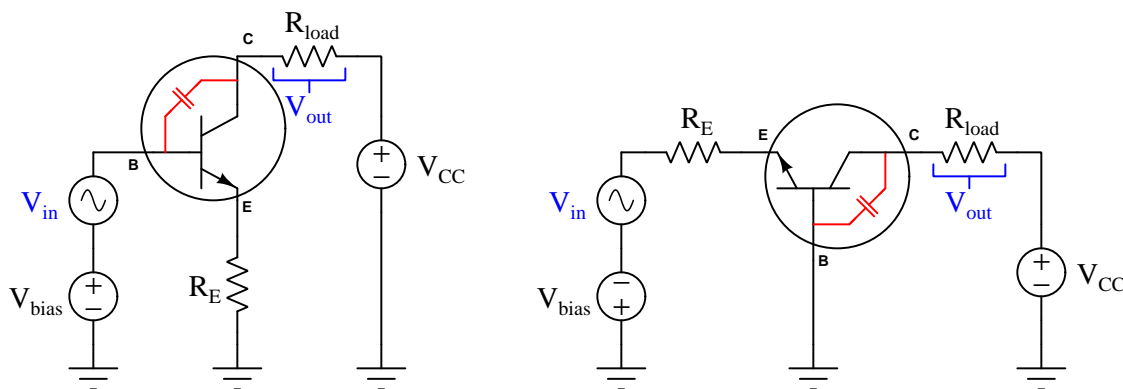 C
R_load
V_out
B
V_in
E
V_CC
V_bias
R_E
R_E
E
C
R_load
V_in
V_out
B
V_bias
V_CC